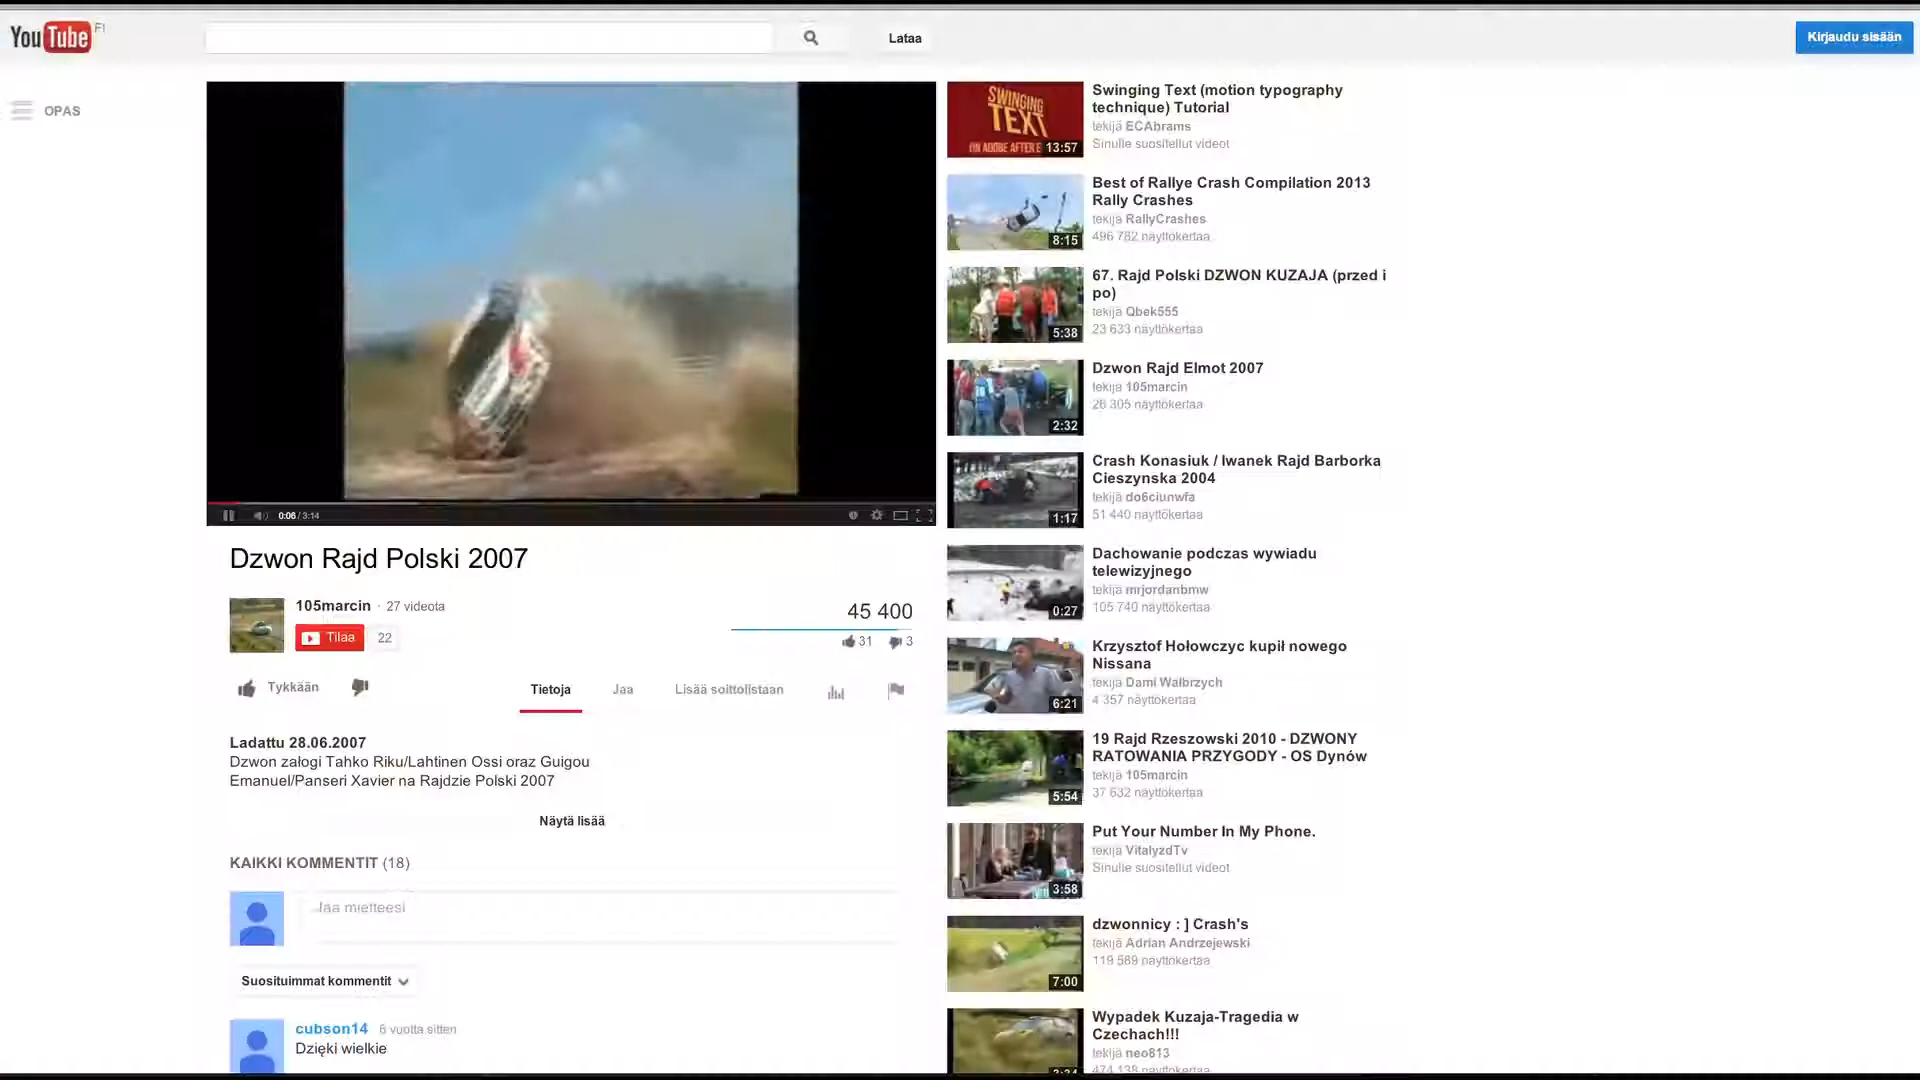 YouTube FI
Lataa
Kirjaudu sisään
OPAS
0:06 / 3:14
Dzwon Rajd Polski 2007
105marcin · 27 videota
Tilaa 22
45 400
31 3
Tykkään
Tietoja Jaa Lisää soittolistaan
Ladattu 28.06.2007
Dzwon załogi Tahko Riku/Lahtinen Ossi oraz Guigou
Emanuel/Panseri Xavier na Rajdzie Polski 2007
Näytä lisää
KAIKKI KOMMENTIT (18)
Jaa mietteesi
Suosituimmat kommentit
cubson14 6 vuotta sitten
Dzięki wielkie
SWINGING
TEXT
13:57
Swinging Text (motion typography
technique) Tutorial
tekijä ECAbrams
Sinulle suositellut videot
8:15
Best of Rallye Crash Compilation 2013
Rally Crashes
tekijä RallyCrashes
496 782 näyttökertaa
5:38
67. Rajd Polski DZWON KUZAJA (przed i
po)
tekijä Qbek555
23 633 näyttökertaa
2:32
Dzwon Rajd Elmot 2007
tekijä 105marcin
26 305 näyttökertaa
1:17
Crash Konasiuk / Iwanek Rajd Barborka
Cieszynska 2004
tekijä do6ciunwfa
51 440 näyttökertaa
0:27
Dachowanie podczas wywiadu
telewizyjnego
tekijä mrjordanbmw
105 740 näyttökertaa
6:21
Krzysztof Hołowczyc kupił nowego
Nissana
tekijä Dami Wałbrzych
4 357 näyttökertaa
5:54
19 Rajd Rzeszowski 2010 - DZWONY
RATOWANIA PRZYGODY - OS Dynów
tekijä 105marcin
37 632 näyttökertaa
3:58
Put Your Number In My Phone.
tekijä VitalyzdTv
Sinulle suositellut videot
7:00
dzwonnicy : ] Crash's
tekijä Adrian Andrzejewski
119 589 näyttökertaa
Wypadek Kuzaja-Tragedia w
Czechach!!!
tekijä neo813
474 138 näyttökertaa